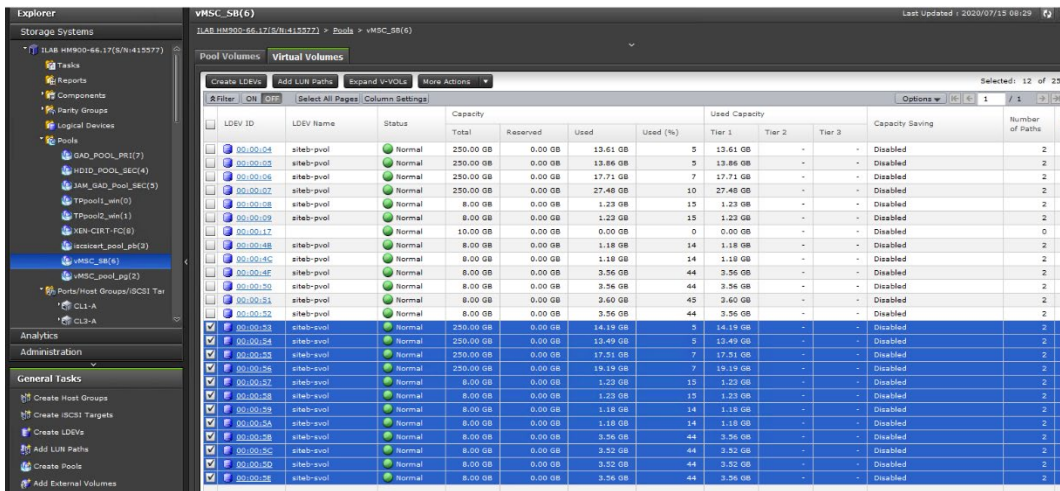 Explorer
vMSC_SB(6)
Last Updated : 2020/07/15 08:29
Storage Systems
ILAB HM900-66.17(S/N:415577)
Tasks
Reports
Components
Parity Groups
Logical Devices
Pools
GAD_POOL_PRI(7)
HDID_POOL_SEC(4)
JAM_GAD_Pool_SEC(5)
TPpool1_win(0)
TPpool2_win(1)
XEN-CIRT-FC(8)
iscsicert_pool_pb(3)
vMSC_SB(6)
vMSC_pool_pg(2)
Ports/Host Groups/iSCSI Tar
CL1-A
CL3-A
Analytics
Administration
General Tasks
Create Host Groups
Create iSCSI Targets
Create LDEVs
Add LUN Paths
Create Pools
Add External Volumes
ILAB HM900-66.17(S/N:415577) > Pools > vMSC_SB(6)
Pool Volumes Virtual Volumes
Create LDEVs Add LUN Paths Expand V-VOLs More Actions
Selected: 12 of 25
Filter ON OFF Select All Pages Column Settings Options 1 / 1
LDEV ID LDEV Name Status Capacity Used Capacity Capacity Saving Number of Paths
Total Reserved Used Used (%) Tier 1 Tier 2 Tier 3
00:00:04 siteb-pvol Normal 250.00 GB 0.00 GB 13.61 GB 5 13.61 GB - - Disabled 2
00:00:05 siteb-pvol Normal 250.00 GB 0.00 GB 13.86 GB 5 13.86 GB - - Disabled 2
00:00:06 siteb-pvol Normal 250.00 GB 0.00 GB 17.71 GB 7 17.71 GB - - Disabled 2
00:00:07 siteb-pvol Normal 250.00 GB 0.00 GB 27.48 GB 10 27.48 GB - - Disabled 2
00:00:08 siteb-pvol Normal 8.00 GB 0.00 GB 1.23 GB 15 1.23 GB - - Disabled 2
00:00:09 siteb-pvol Normal 8.00 GB 0.00 GB 1.23 GB 15 1.23 GB - - Disabled 2
00:00:17 Normal 10.00 GB 0.00 GB 0.00 GB 0 0.00 GB - - Disabled 0
00:00:4B siteb-pvol Normal 8.00 GB 0.00 GB 1.18 GB 14 1.18 GB - - Disabled 2
00:00:4C siteb-pvol Normal 8.00 GB 0.00 GB 1.18 GB 14 1.18 GB - - Disabled 2
00:00:4F siteb-pvol Normal 8.00 GB 0.00 GB 3.56 GB 44 3.56 GB - - Disabled 2
00:00:50 siteb-pvol Normal 8.00 GB 0.00 GB 3.56 GB 44 3.56 GB - - Disabled 2
00:00:51 siteb-pvol Normal 8.00 GB 0.00 GB 3.60 GB 45 3.60 GB - - Disabled 2
00:00:52 siteb-pvol Normal 8.00 GB 0.00 GB 3.56 GB 44 3.56 GB - - Disabled 2
00:00:53 siteb-svol Normal 250.00 GB 0.00 GB 14.19 GB 5 14.19 GB - - Disabled 2
00:00:54 siteb-svol Normal 250.00 GB 0.00 GB 13.49 GB 5 13.49 GB - - Disabled 2
00:00:55 siteb-svol Normal 250.00 GB 0.00 GB 17.51 GB 7 17.51 GB - - Disabled 2
00:00:56 siteb-svol Normal 250.00 GB 0.00 GB 19.19 GB 7 19.19 GB - - Disabled 2
00:00:57 siteb-svol Normal 8.00 GB 0.00 GB 1.23 GB 15 1.23 GB - - Disabled 2
00:00:58 siteb-svol Normal 8.00 GB 0.00 GB 1.23 GB 15 1.23 GB - - Disabled 2
00:00:59 siteb-svol Normal 8.00 GB 0.00 GB 1.18 GB 14 1.18 GB - - Disabled 2
00:00:5A siteb-svol Normal 8.00 GB 0.00 GB 1.18 GB 14 1.18 GB - - Disabled 2
00:00:5B siteb-svol Normal 8.00 GB 0.00 GB 3.56 GB 44 3.56 GB - - Disabled 2
00:00:5C siteb-svol Normal 8.00 GB 0.00 GB 3.52 GB 44 3.52 GB - - Disabled 2
00:00:5D siteb-svol Normal 8.00 GB 0.00 GB 3.52 GB 44 3.52 GB - - Disabled 2
00:00:5E siteb-svol Normal 8.00 GB 0.00 GB 3.56 GB 44 3.56 GB - - Disabled 2